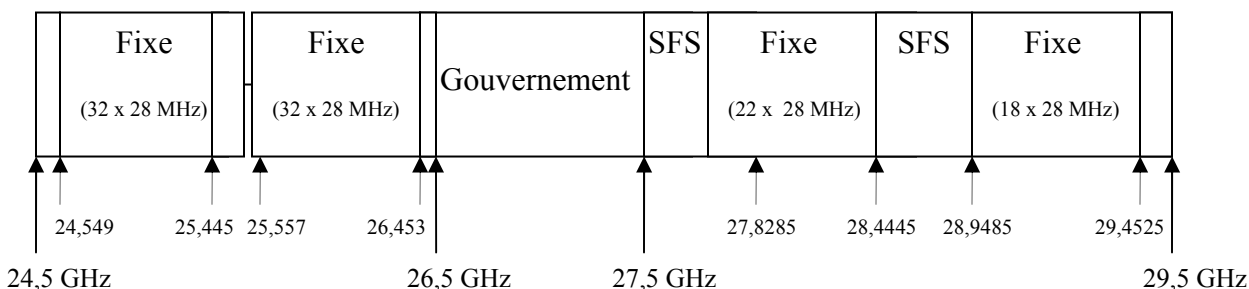 Fixe Fixe SFS Fixe SFS Fixe
Gouvernement
(32 x 28 MHz) (32 x 28 MHz) (22 x 28 MHz) (18 x 28 MHz)
24,549 25,445 25,557 26,453 27,8285 28,4445 28,9485 29,4525
24,5 GHz 26,5 GHz 27,5 GHz 29,5 GHz